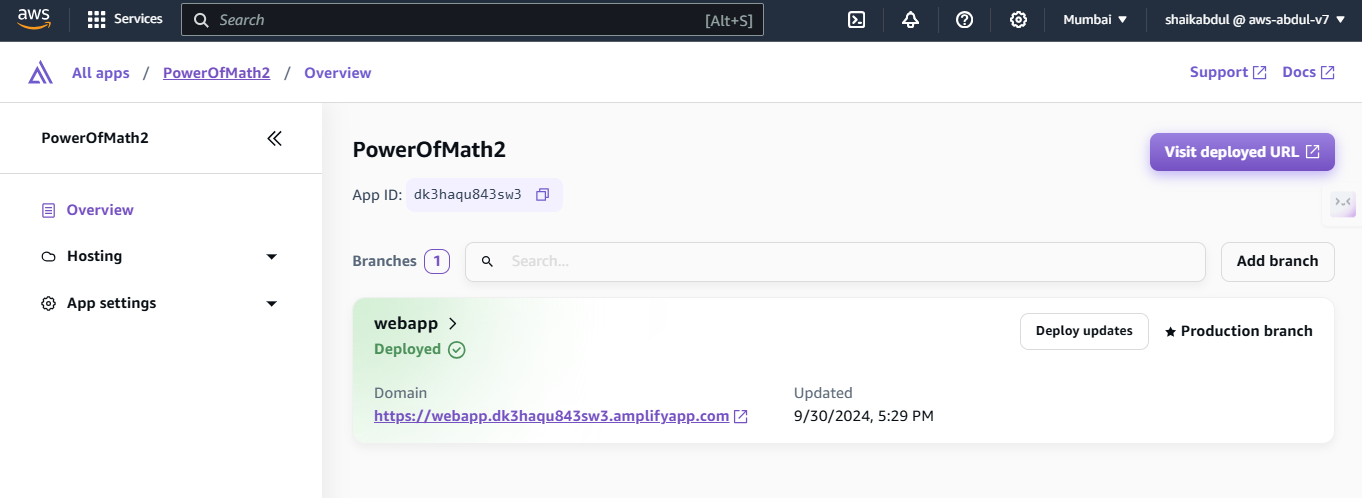 aws
Services
Search
[Alt+S]
Mumbai
shaikabdul @ aws-abdul-v7
All apps / PowerOfMath2 / Overview
Support
Docs
PowerOfMath2
Overview
Hosting
App settings
PowerOfMath2
Visit deployed URL
App ID: dk3haqu843sw3
Branches 1
Search...
Add branch
webapp
Deployed
Deploy updates
Production branch
Domain
https://webapp.dk3haqu843sw3.amplifyapp.com
Updated
9/30/2024, 5:29 PM